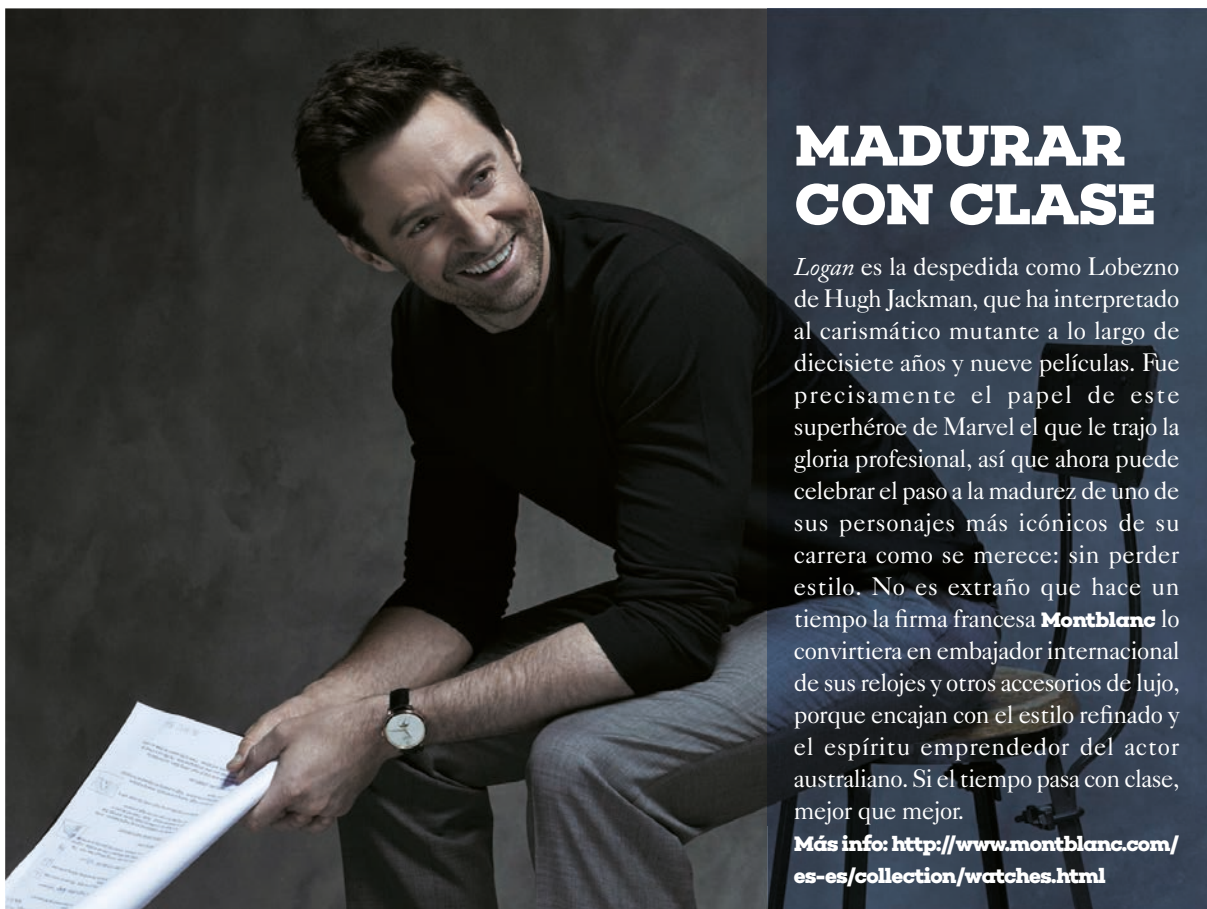 MADURAR
CON CLASE
Logan es la despedida como Lobezno
de Hugh Jackman, que ha interpretado
al carismático mutante a lo largo de
diecisiete años y nueve películas. Fue
precisamente el papel de este
superhéroe de Marvel el que le trajo la
gloria profesional, así que ahora puede
celebrar el paso a la madurez de uno de
sus personajes más icónicos de su
carrera como se merece: sin perder
estilo. No es extraño que hace un
tiempo la firma francesa Montblanc lo
convirtiera en embajador internacional
de sus relojes y otros accesorios de lujo,
porque encajan con el estilo refinado y
el espíritu emprendedor del actor
australiano. Si el tiempo pasa con clase,
mejor que mejor.
Más info: http://www.montblanc.com/
es-es/collection/watches.html